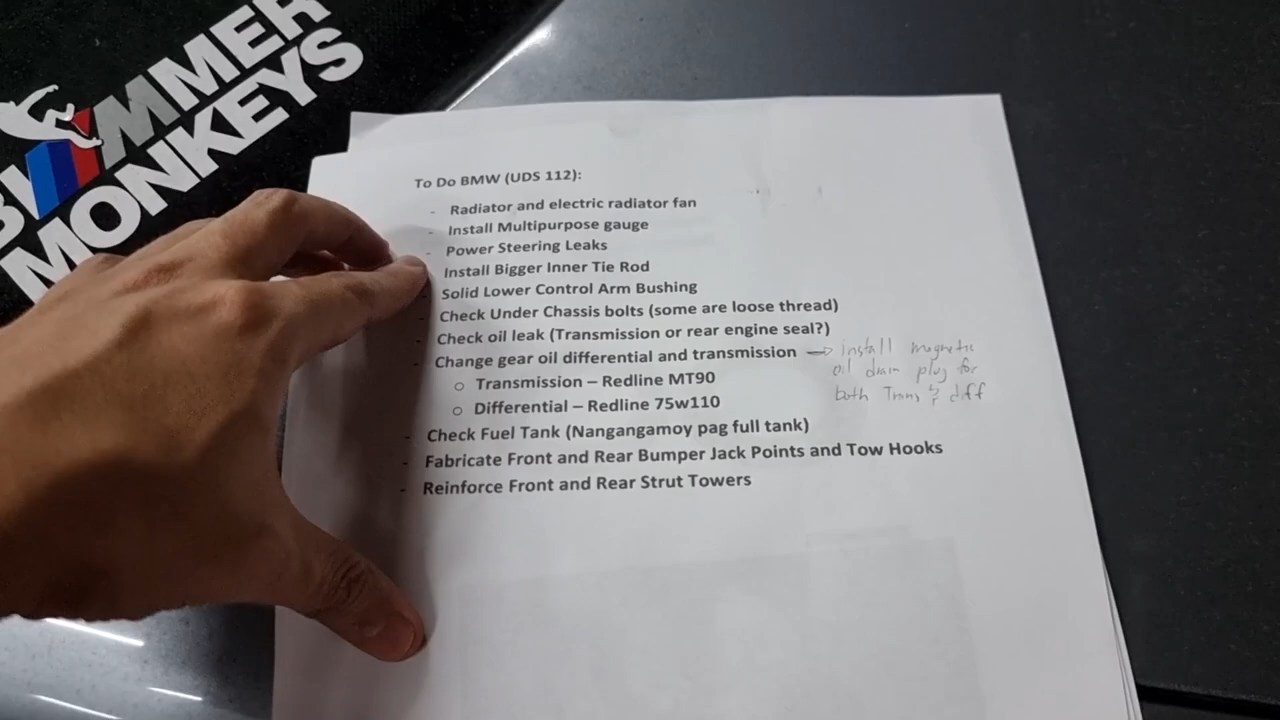 BIMMER
MONKEYS
To Do BMW (UDS 112):
- Radiator and electric radiator fan
- Install Multipurpose gauge
- Power Steering Leaks
Install Bigger Inner Tie Rod
- Solid Lower Control Arm Bushing
- Check Under Chassis bolts (some are loose thread)
- Check oil leak (Transmission or rear engine seal?)
- Change gear oil differential and transmission → install magnetic
oil drain plug for
both Trans & diff
o Transmission – Redline MT90
o Differential – Redline 75w110
- Check Fuel Tank (Nangangamoy pag full tank)
- Fabricate Front and Rear Bumper Jack Points and Tow Hooks
- Reinforce Front and Rear Strut Towers